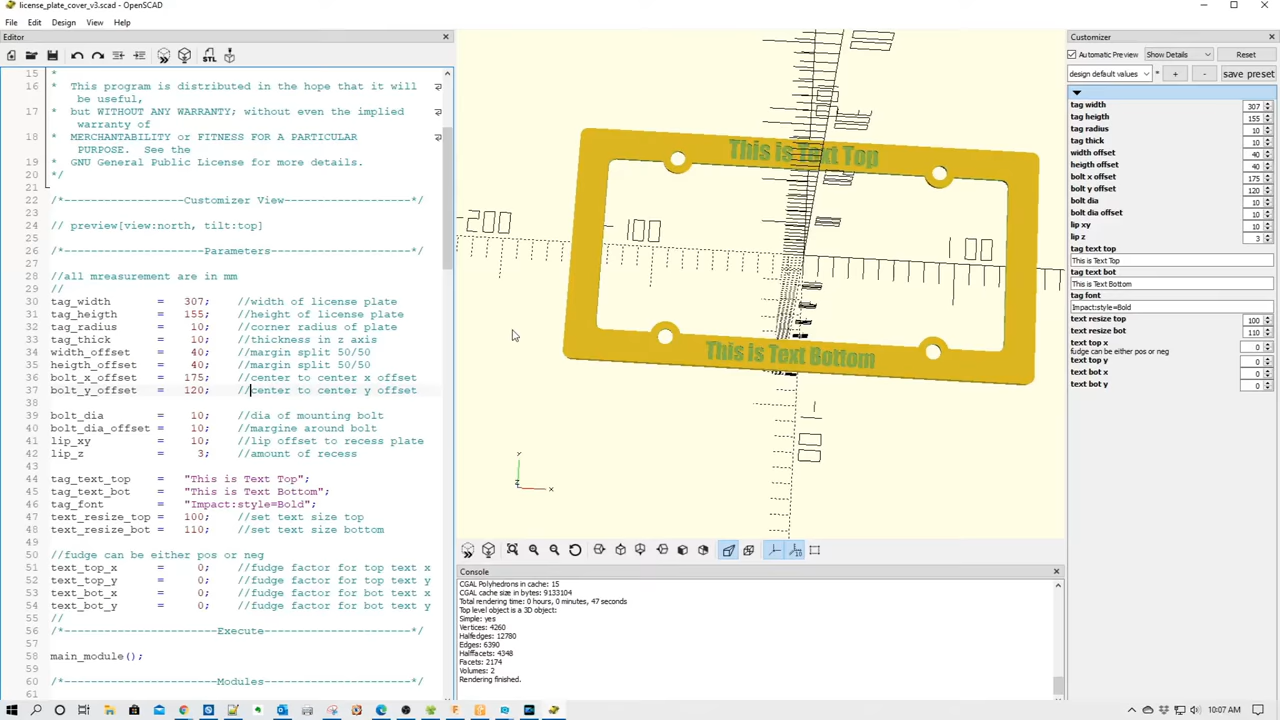 license_plate_cover_v3.scad - OpenSCAD
File Edit Design View Help
Editor
15 *
16 * This program is distributed in the hope that it will
be useful,
17 * but WITHOUT ANY WARRANTY; without even the implied
warranty of
18 * MERCHANTABILITY or FITNESS FOR A PARTICULAR
PURPOSE. See the
19 * GNU General Public License for more details.
20 */
21
22 /*-----------------Customizer View-----------------*/
23
24 // preview[view:north, tilt:top]
25
26 /*--------------------Parameters-------------------*/
27
28 //all mreasurement are in mm
29 //
30 tag_width = 307; //width of license plate
31 tag_heigth = 155; //height of license plate
32 tag_radius = 10; //corner radius of plate
33 tag_thick = 10; //thickness in z axis
34 width_offset = 40; //margin split 50/50
35 heigth_offset = 40; //margin split 50/50
36 bolt_x_offset = 175; //center to center x offset
37 bolt_y_offset = 120; //center to center y offset
38
39 bolt_dia = 10; //dia of mounting bolt
40 bolt_dia_offset = 10; //margine around bolt
41 lip_xy = 10; //lip offset to recess plate
42 lip_z = 3; //amount of recess
43
44 tag_text_top = "This is Text Top";
45 tag_text_bot = "This is Text Bottom";
46 tag_font = "Impact:style=Bold";
47 text_resize_top = 100; //set text size top
48 text_resize_bot = 110; //set text size bottom
49
50 //fudge can be either pos or neg
51 text_top_x = 0; //fudge factor for top text x
52 text_top_y = 0; //fudge factor for top text y
53 text_bot_x = 0; //fudge factor for bot text x
54 text_bot_y = 0; //fudge factor for bot text y
55 //
56 /*----------------------Execute--------------------*/
57
58 main_module();
59
60 /*----------------------Modules--------------------*/
61
STL
This is Text Top
-200 -100 100
This is Text Bottom
y
z
x
10
Console
CGAL Polyhedrons in cache: 15
CGAL cache size in bytes: 9133104
Total rendering time: 0 hours, 0 minutes, 47 seconds
Top level object is a 3D object:
Simple: yes
Vertices: 4260
Halfedges: 12780
Edges: 6390
Halffacets: 4348
Facets: 2174
Volumes: 2
Rendering finished.
Customizer
Automatic Preview Show Details Reset
design default values * + - save preset
tag width 307
tag heigth 155
tag radius 10
tag thick 10
width offset 40
heigth offset 40
bolt x offset 175
bolt y offset 120
bolt dia 10
bolt dia offset 10
lip xy 10
lip z 3
tag text top
This is Text Top
tag text bot
This is Text Bottom
tag font
Impact:style=Bold
text resize top 100
text resize bot 110
text top x 0
fudge can be either pos or neg
text top y 0
text bot x 0
text bot y 0
10:07 AM